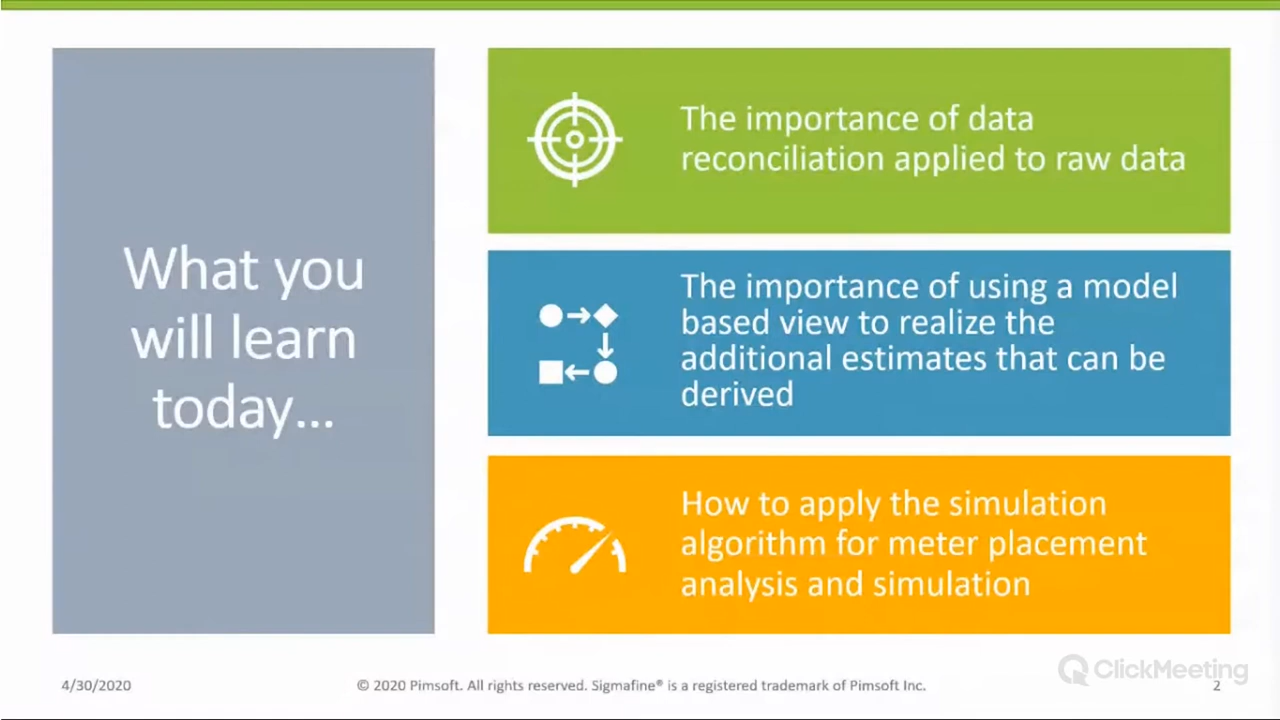 What you
will learn
today...
The importance of data
reconciliation applied to raw data
The importance of using a model
based view to realize the
additional estimates that can be
derived
How to apply the simulation
algorithm for meter placement
analysis and simulation
4/30/2020
© 2020 Pimsoft. All rights reserved. Sigmafine® is a registered trademark of Pimsoft Inc.
ClickMeeting
2